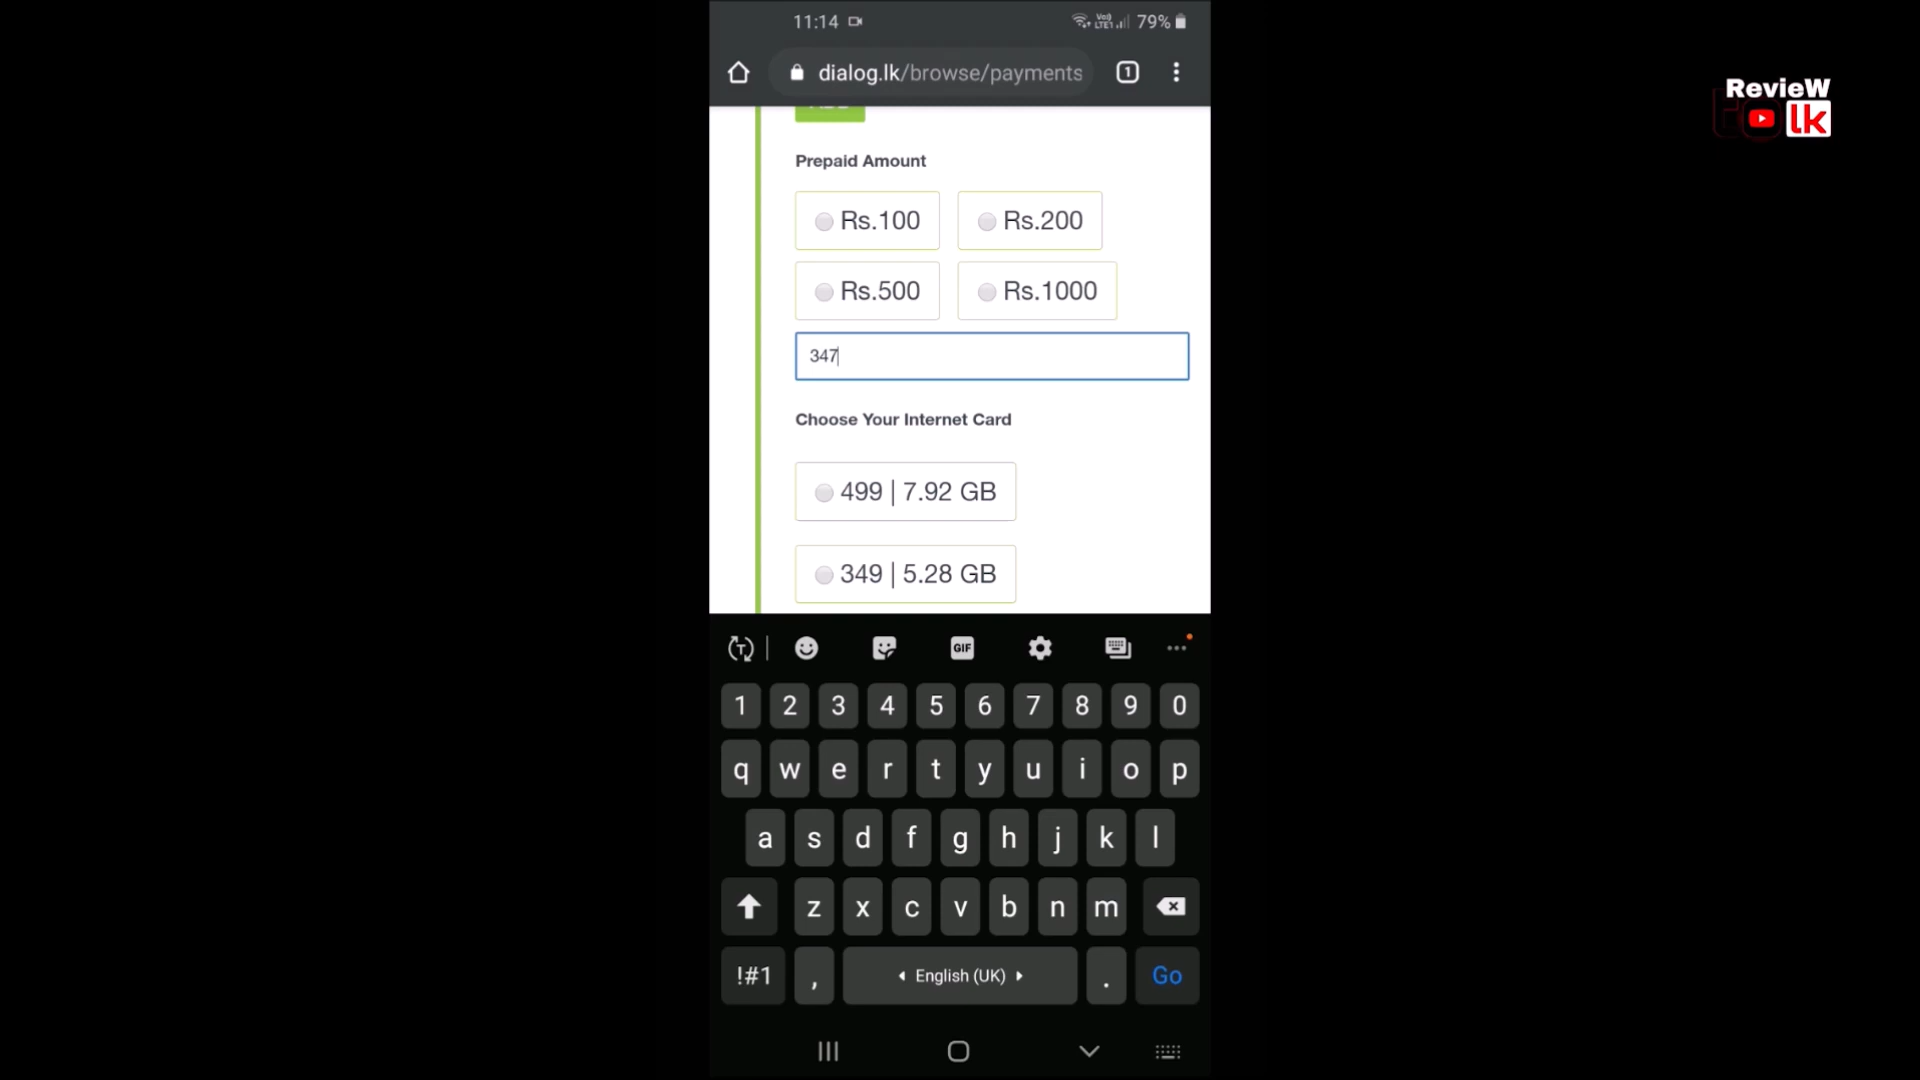 11:14 79%
RevieW
lk
dialog.lk/browse/payments 1
Prepaid Amount
Rs.100 Rs.200
Rs.500 Rs.1000
347
Choose Your Internet Card
499 | 7.92 GB
349 | 5.28 GB
GIF
1 2 3 4 5 6 7 8 9 0
q w e r t y u i o p
a s d f g h j k l
z x c v b n m
!#1 , English (UK) . Go